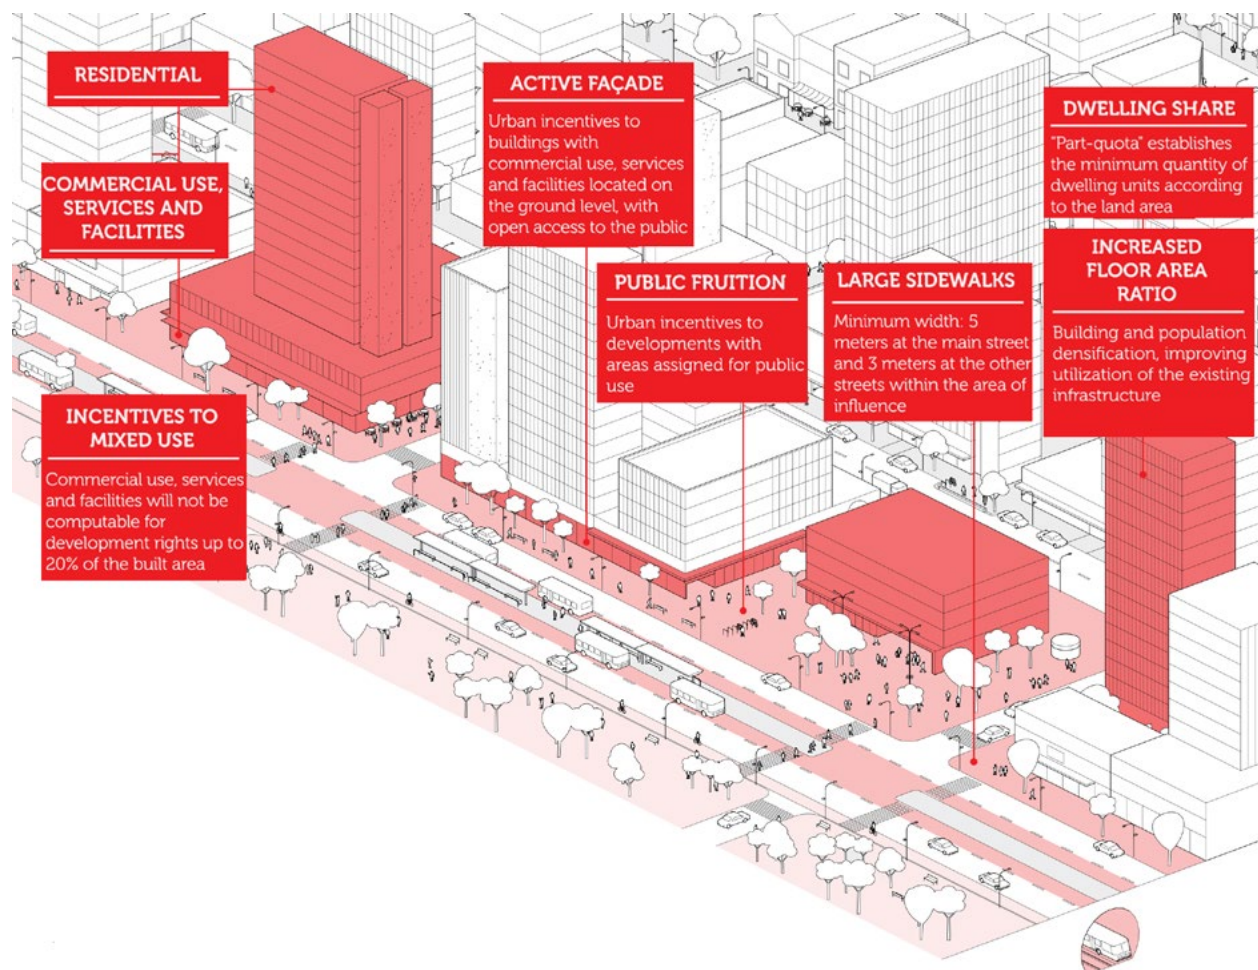 RESIDENTIAL
COMMERCIAL USE,
SERVICES AND
FACILITIES
INCENTIVES TO
MIXED USE
Commercial use, services
and facilities will not be
computable for
development rights up to
20% of the built area
ACTIVE FAÇADE
Urban incentives to
buildings with
commercial use, services
and facilities located on
the ground level, with
open access to the public
PUBLIC FRUITION
Urban incentives to
developments with
areas assigned for public
use
LARGE SIDEWALKS
Minimum width: 5
meters at the main street
and 3 meters at the other
streets within the area of
influence
DWELLING SHARE
"Part-quota" establishes
the minimum quantity of
dwelling units according
to the land area
INCREASED
FLOOR AREA
RATIO
Building and population
densification, improving
utilization of the existing
infrastructure